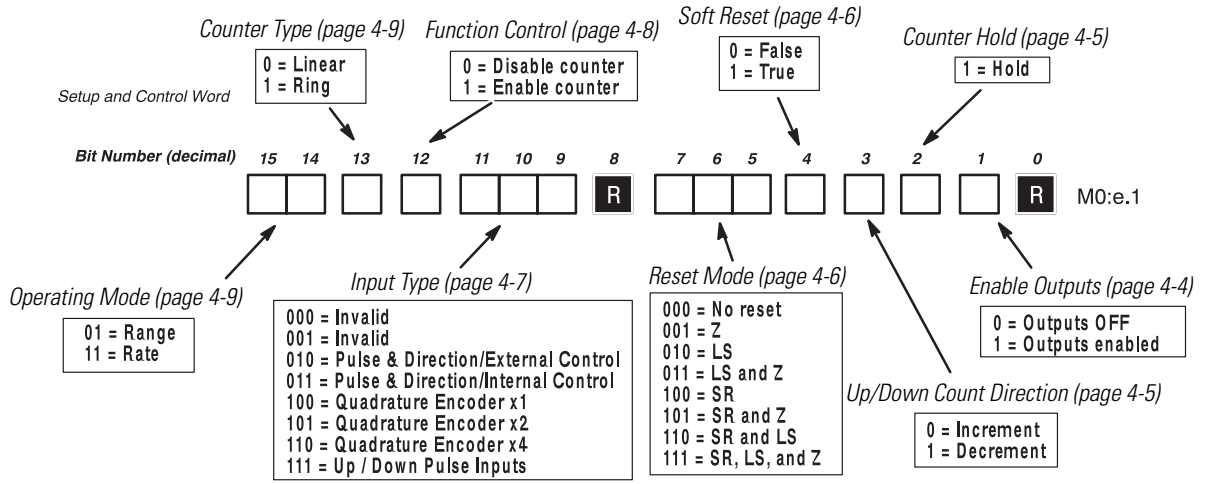 Counter Type (page 4-9)
0 = Linear
1 = Ring
Function Control (page 4-8)
0 = Disable counter
1 = Enable counter
Soft Reset (page 4-6)
0 = False
1 = True
Counter Hold (page 4-5)
1 = Hold
Setup and Control Word
Bit Number (decimal) 15 14 13 12 11 10 9 8 7 6 5 4 3 2 1 0
R R M0:e.1
Operating Mode (page 4-9)
01 = Range
11 = Rate
Input Type (page 4-7)
000 = Invalid
001 = Invalid
010 = Pulse & Direction/External Control
011 = Pulse & Direction/Internal Control
100 = Quadrature Encoder x1
101 = Quadrature Encoder x2
110 = Quadrature Encoder x4
111 = Up / Down Pulse Inputs
Reset Mode (page 4-6)
000 = No reset
001 = Z
010 = LS
011 = LS and Z
100 = SR
101 = SR and Z
110 = SR and LS
111 = SR, LS, and Z
Enable Outputs (page 4-4)
0 = Outputs OFF
1 = Outputs enabled
Up/Down Count Direction (page 4-5)
0 = Increment
1 = Decrement